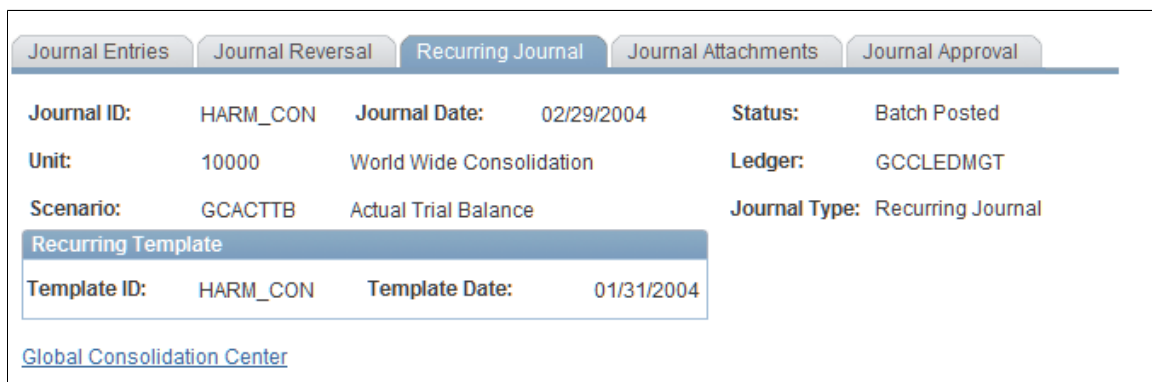 Journal Entries Journal Reversal Recurring Journal Journal Attachments Journal Approval
Journal ID: HARM_CON Journal Date: 02/29/2004 Status: Batch Posted
Unit: 10000 World Wide Consolidation Ledger: GCCLEDMGT
Scenario: GCACTTB Actual Trial Balance Journal Type: Recurring Journal
Recurring Template
Template ID: HARM_CON Template Date: 01/31/2004
Global Consolidation Center